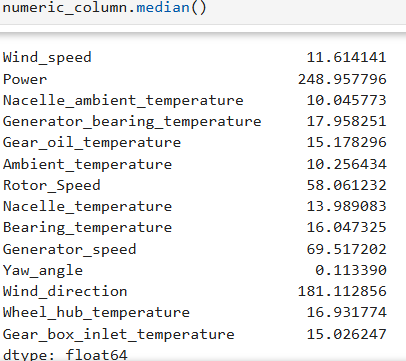 numeric_column.median()
Wind_speed 11.614141
Power 248.957796
Nacelle_ambient_temperature 10.045773
Generator_bearing_temperature 17.958251
Gear_oil_temperature 15.178296
Ambient_temperature 10.256434
Rotor_Speed 58.061232
Nacelle_temperature 13.989083
Bearing_temperature 16.047325
Generator_speed 69.517202
Yaw_angle 0.113390
Wind_direction 181.112856
Wheel_hub_temperature 16.931774
Gear_box_inlet_temperature 15.026247
dtype: float64